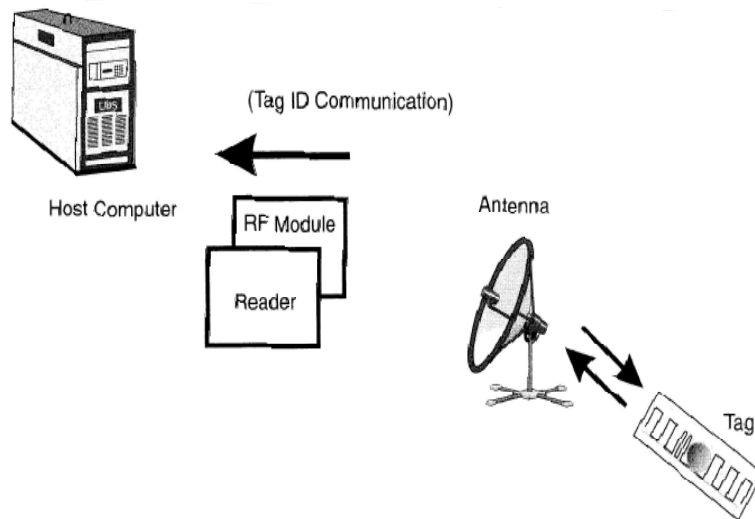 (Tag ID Communication)
Host Computer
RF Module
Reader
Antenna
Tag